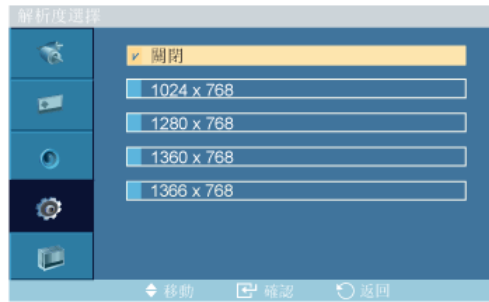 解析度選擇
關閉
1024 x 768
1280 x 768
1360 x 768
1366 x 768
移動 確認 返回